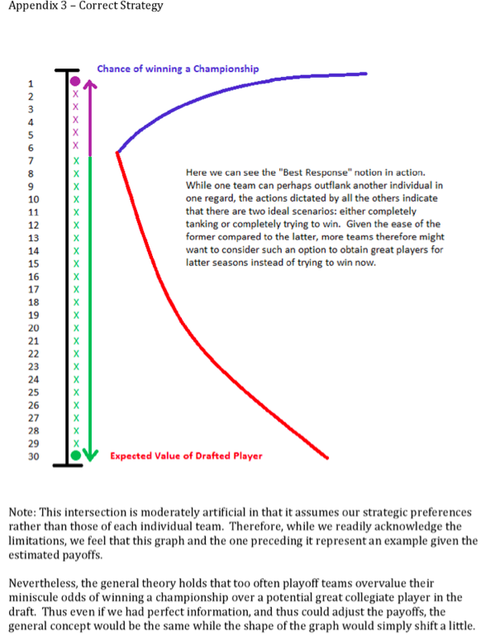 Appendix 3 – Correct Strategy
Chance of winning a Championship
1
2 X
3 X
4 X
5 X
6 X
7 X
8 X
9 X
10 X
11 X
12 X
13 X
14 X
15 X
16 X
17 X
18 X
19 X
20 X
21 X
22 X
23 X
24 X
25 X
26 X
27 X
28 X
29 X
30
Here we can see the "Best Response" notion in action.
While one team can perhaps outflank another individual in
one regard, the actions dictated by all the others indicate
that there are two ideal scenarios: either completely
tanking or completely trying to win. Given the ease of the
former compared to the latter, more teams therefore might
want to consider such an option to obtain great players for
latter seasons instead of trying to win now.
Expected Value of Drafted Player
Note: This intersection is moderately artificial in that it assumes our strategic preferences
rather than those of each individual team. Therefore, while we readily acknowledge the
limitations, we feel that this graph and the one preceding it represent an example given the
estimated payoffs.
Nevertheless, the general theory holds that too often playoff teams overvalue their
miniscule odds of winning a championship over a potential great collegiate player in the
draft. Thus even if we had perfect information, and thus could adjust the payoffs, the
general concept would be the same while the shape of the graph would simply shift a little.